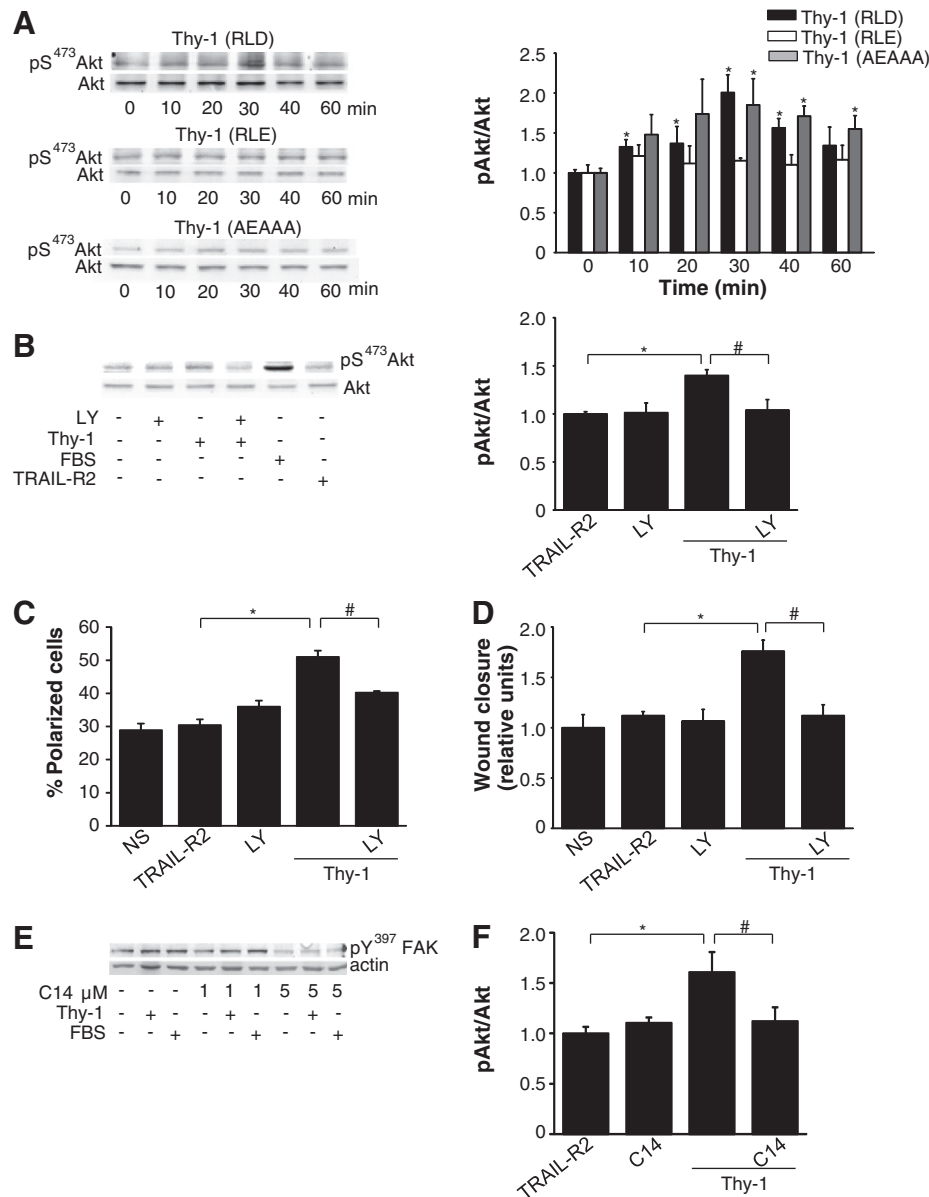 A
Thy-1 (RLD)
pS473Akt
Akt
0 10 20 30 40 60 min
Thy-1 (RLE)
pS473Akt
Akt
0 10 20 30 40 60 min
Thy-1 (AEAAA)
pS473Akt
Akt
0 10 20 30 40 60 min
Thy-1 (RLD)
Thy-1 (RLE)
Thy-1 (AEAAA)
pAkt/Akt
2.5
2.0
1.5
1.0
0.5
0
* * * * * * *
0 10 20 30 40 60
Time (min)
B
pS473Akt
Akt
LY - + - + - -
Thy-1 - - + + - -
FBS - - - - + -
TRAIL-R2 - - - - - +
pAkt/Akt
2.0
1.5
1.0
0.5
0
* #
TRAIL-R2 LY LY
Thy-1
C
% Polarized cells
60
50
40
30
20
10
0
* #
NS TRAIL-R2 LY LY
Thy-1
D
Wound closure
(relative units)
2.0
1.5
1.0
0.5
0
* #
NS TRAIL-R2 LY LY
Thy-1
E
pY397 FAK
actin
C14 µM - - - 1 1 1 5 5 5
Thy-1 - + - - + - - + -
FBS - - + - - + - - +
F
pAkt/Akt
2.0
1.5
1.0
0.5
0
* #
TRAIL-R2 C14 C14
Thy-1